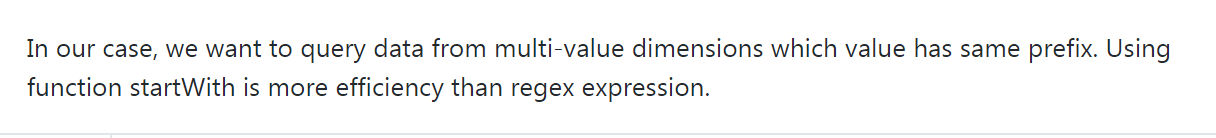 In our case, we want to query data from multi-value dimensions which value has same prefix. Using
function startWith is more efficiency than regex expression.